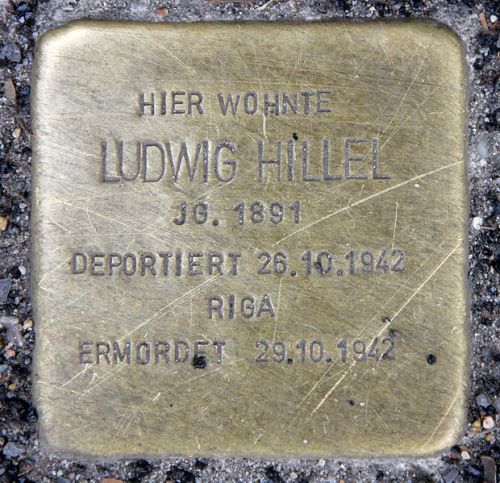 HIER WOHNTE
LUDWIG HILLEL
JG. 1891
DEPORTIERT 26.10.1942
RIGA
ERMORDET 29.10.1942